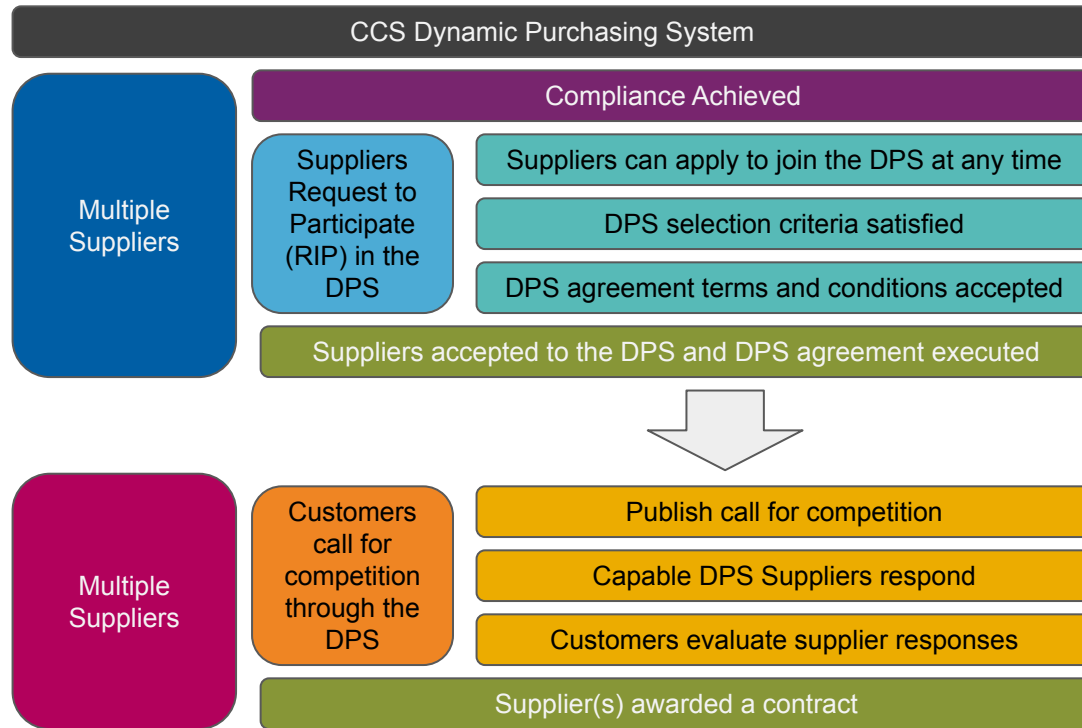 CCS Dynamic Purchasing System
Multiple
Suppliers
Compliance Achieved
Suppliers
Request to
Participate
(RIP) in the
DPS
Suppliers can apply to join the DPS at any time
DPS selection criteria satisfied
DPS agreement terms and conditions accepted
Suppliers accepted to the DPS and DPS agreement executed
Multiple
Suppliers
Customers
call for
competition
through the
DPS
Publish call for competition
Capable DPS Suppliers respond
Customers evaluate supplier responses
Supplier(s) awarded a contract